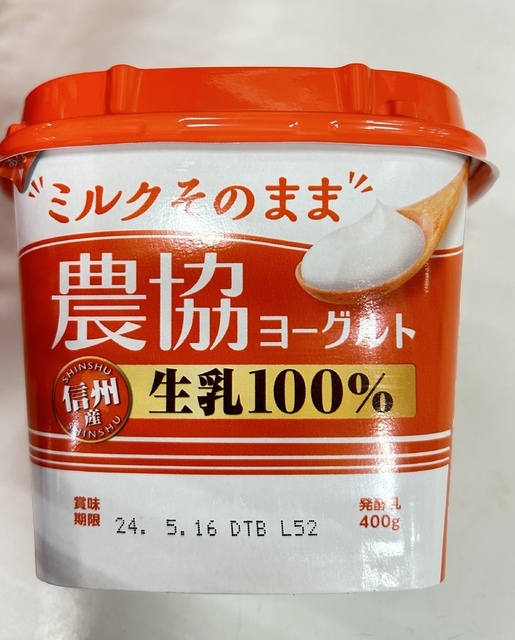 ミルクそのまま
農協ヨーグルト
SHINSHU
信州
産
SHINSHU
生乳100%
賞味
期限
24. 5.16 DTB L52
発酵乳
400g